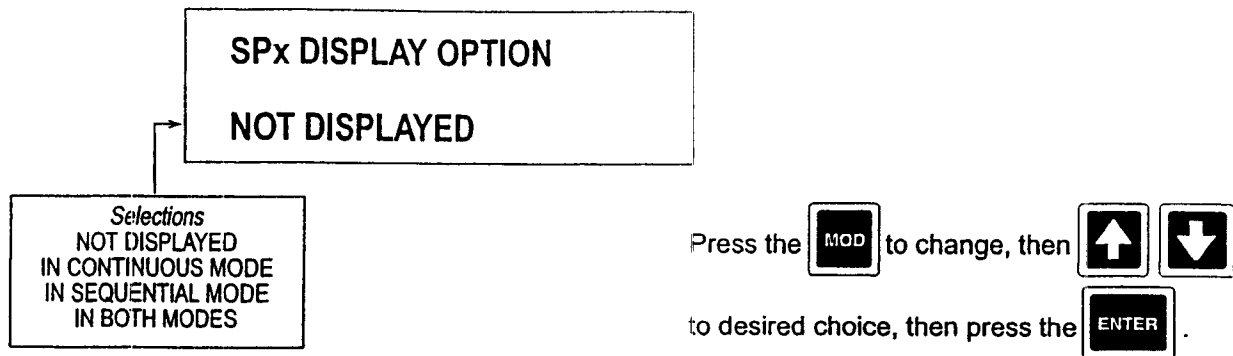 SPx DISPLAY OPTION
NOT DISPLAYED
Selections
NOT DISPLAYED
IN CONTINUOUS MODE
IN SEQUENTIAL MODE
IN BOTH MODES
Press the MOD to change, then
to desired choice, then press the ENTER .